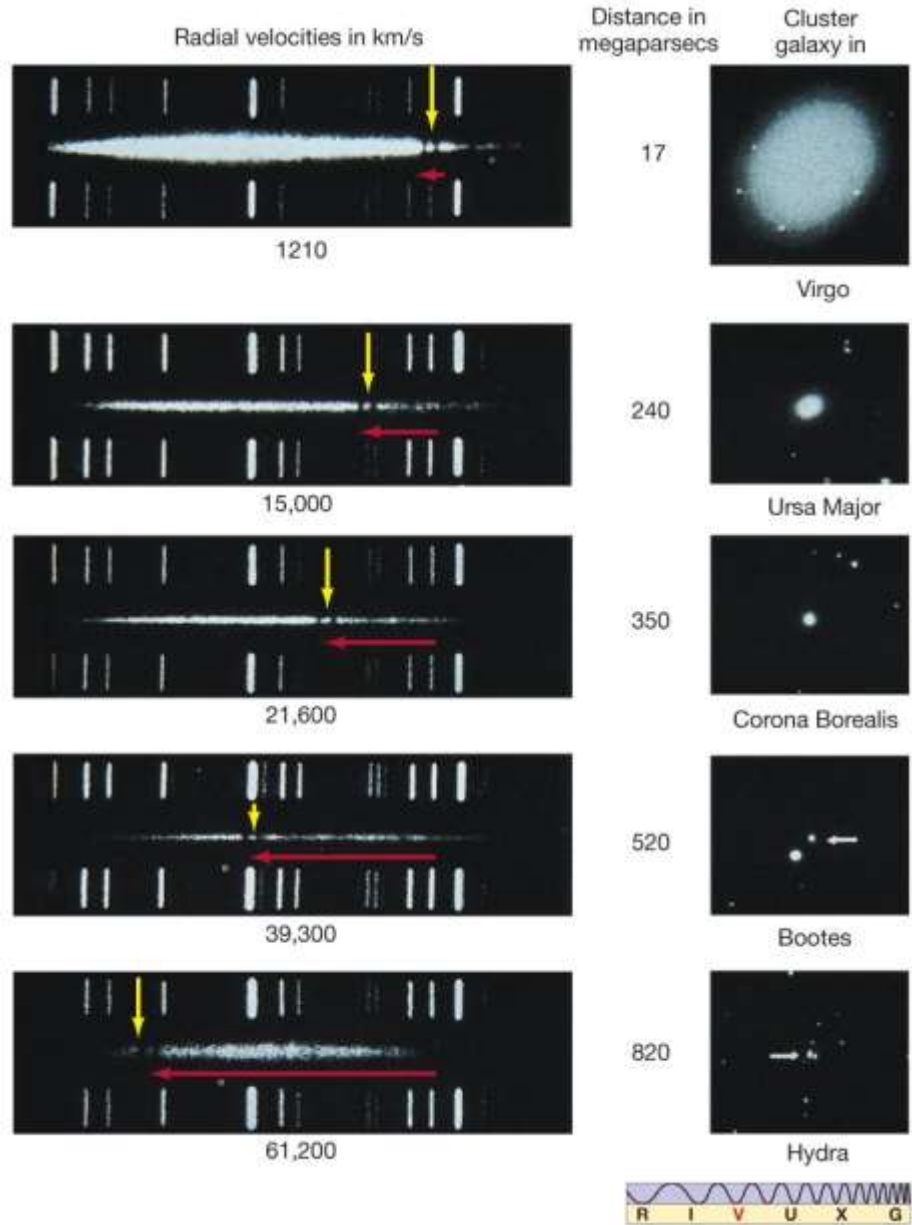 Radial velocities in km/s
Distance in
megaparsecs
Cluster
galaxy in
1210
17
Virgo
15,000
240
Ursa Major
21,600
350
Corona Borealis
39,300
520
Bootes
61,200
820
Hydra
R I V U X G